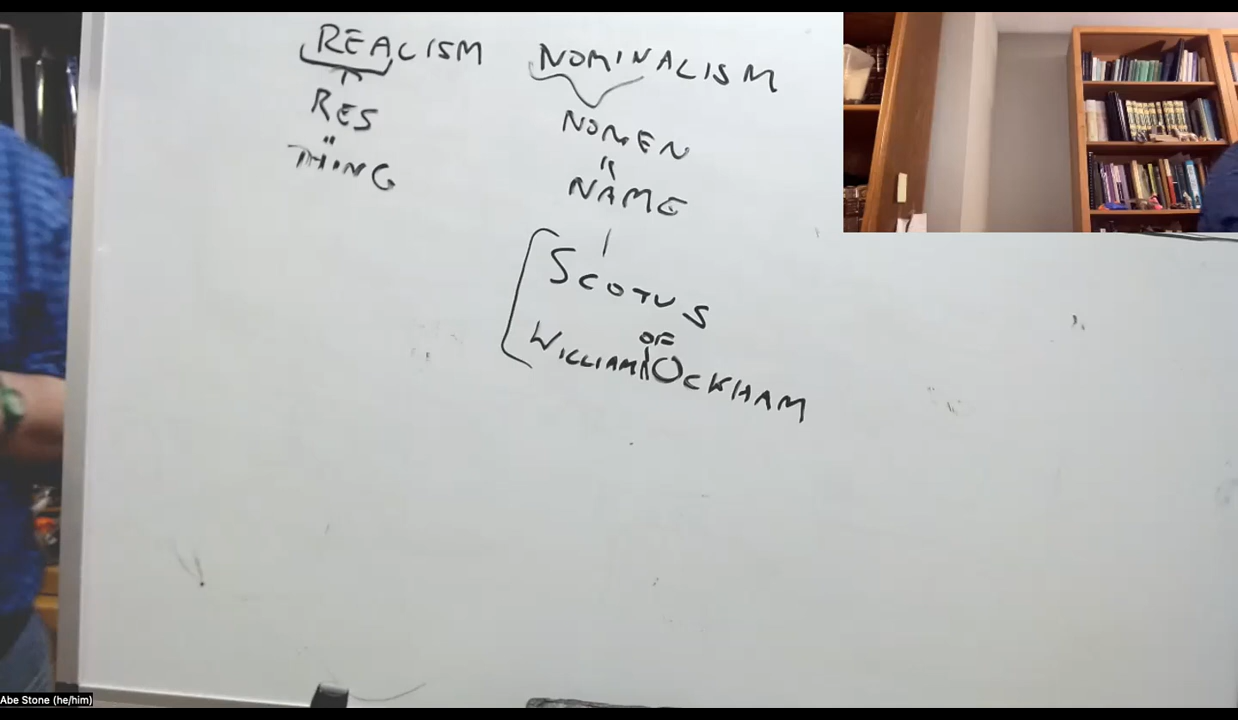 REALISM NOMINALISM
RES
"
THING
NOMEN
"
NAME
SCOTUS
OF
WILLIAM OCKHAM
Abe Stone (he/him)